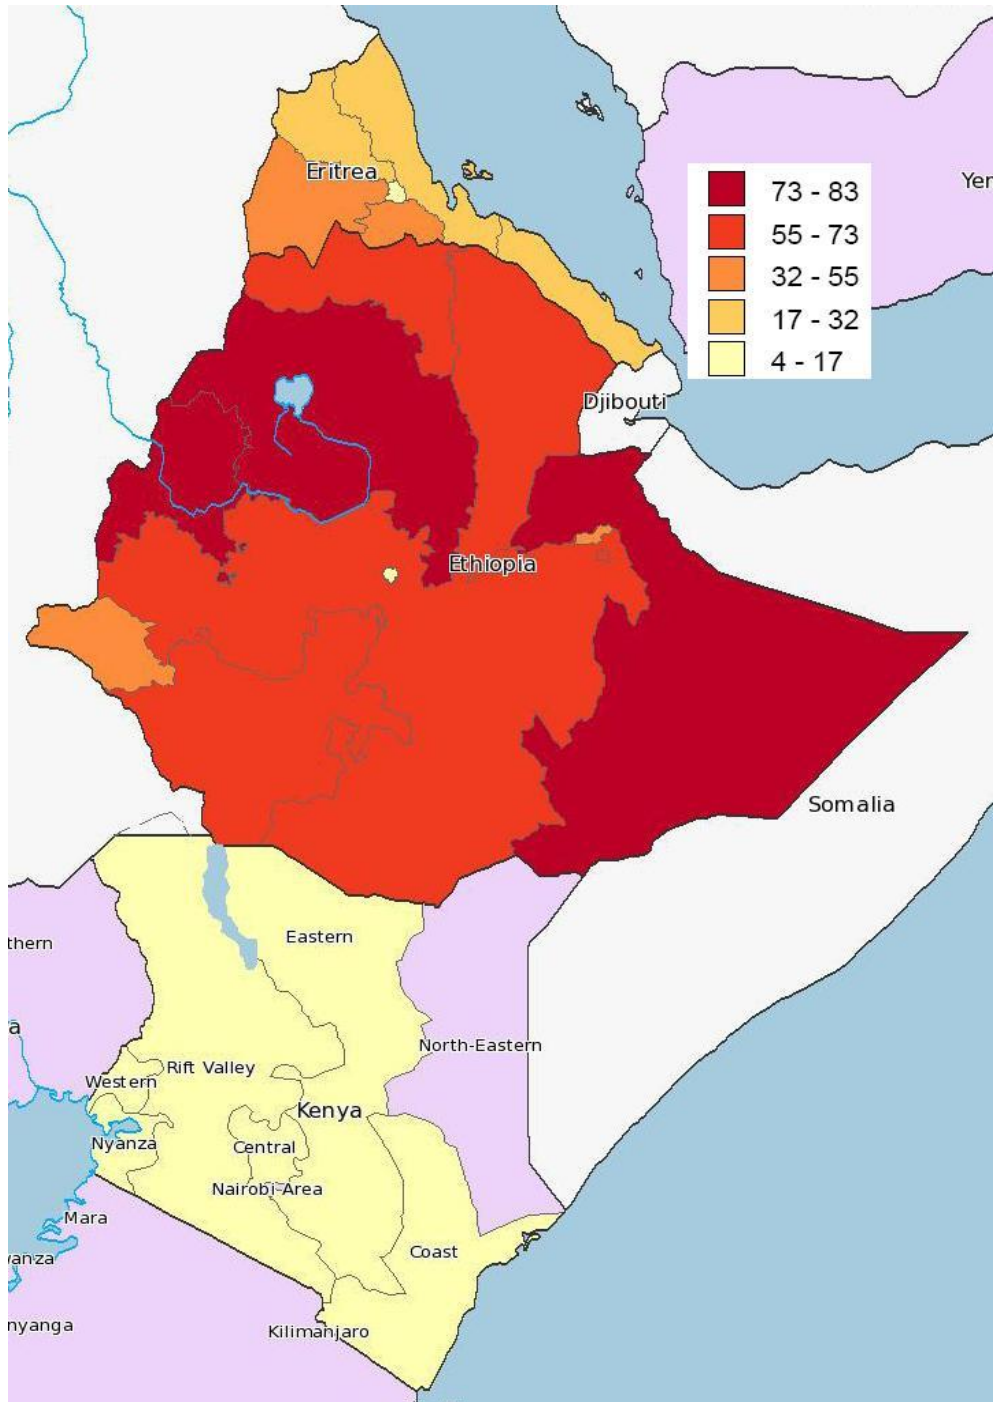 Eritrea
Yer
73 - 83
55 - 73
32 - 55
17 - 32
4 - 17
Djibouti
Ethiopia
Somalia
Eastern
thern
a
North-Eastern
Rift Valley
Western
Kenya
Nyanza
Central
Nairobi-Area
Mara
Coast
wanza
nyanga
Kilimanjaro